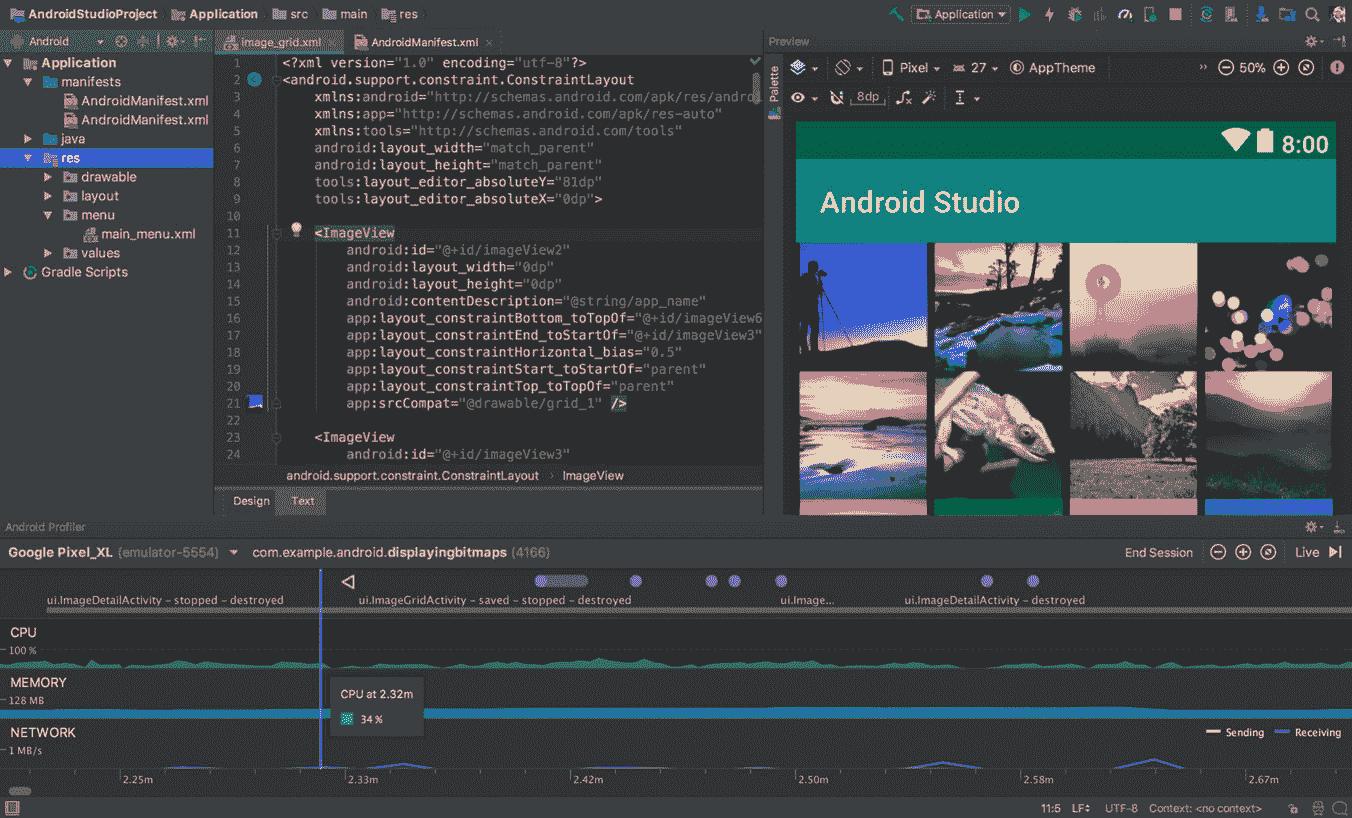 AndroidStudioProject Application src main res Application
Android image_grid.xml AndroidManifest.xml Preview
Application
manifests
AndroidManifest.xml
AndroidManifest.xml
java
res
drawable
layout
menu
main_menu.xml
values
Gradle Scripts
1 <?xml version="1.0" encoding="utf-8"?>
2 <android.support.constraint.ConstraintLayout
3 xmlns:android="http://schemas.android.com/apk/res/andro
4 xmlns:app="http://schemas.android.com/apk/res-auto"
5 xmlns:tools="http://schemas.android.com/tools"
6 android:layout_width="match_parent"
7 android:layout_height="match_parent"
8 tools:layout_editor_absoluteY="81dp"
9 tools:layout_editor_absoluteX="0dp">
10
11 <ImageView
12 android:id="@+id/imageView2"
13 android:layout_width="0dp"
14 android:layout_height="0dp"
15 android:contentDescription="@string/app_name"
16 app:layout_constraintBottom_toTopOf="@+id/imageView6
17 app:layout_constraintEnd_toStartOf="@+id/imageView3"
18 app:layout_constraintHorizontal_bias="0.5"
19 app:layout_constraintStart_toStartOf="parent"
20 app:layout_constraintTop_toTopOf="parent"
21 app:srcCompat="@drawable/grid_1" />
22
23 <ImageView
24 android:id="@+id/imageView3"
android.support.constraint.ConstraintLayout › ImageView
Design Text
Palette
Pixel 27 AppTheme 50%
8dp
8:00
Android Studio
Android Profiler
Google Pixel_XL (emulator-5554) com.example.android.displayingbitmaps (4166) End Session Live
ui.ImageDetailActivity – stopped – destroyed ui.ImageGridActivity – saved – stopped – destroyed ui.Image... ui.ImageDetailActivity – destroyed
CPU
100 %
MEMORY
128 MB
CPU at 2.32m
34 %
NETWORK
1 MB/s
Sending Receiving
2.25m 2.33m 2.42m 2.50m 2.58m 2.67m
11:5 LF UTF-8 Context: <no context>